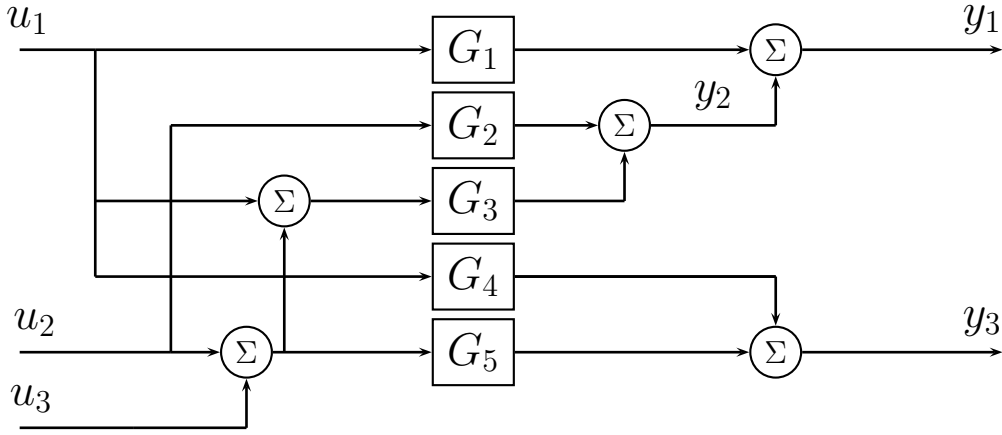 u₁ y₁
G₁ Σ
y₂
G₂ Σ
Σ G₃
G₄
u₂ y₃
Σ G₅ Σ
u₃